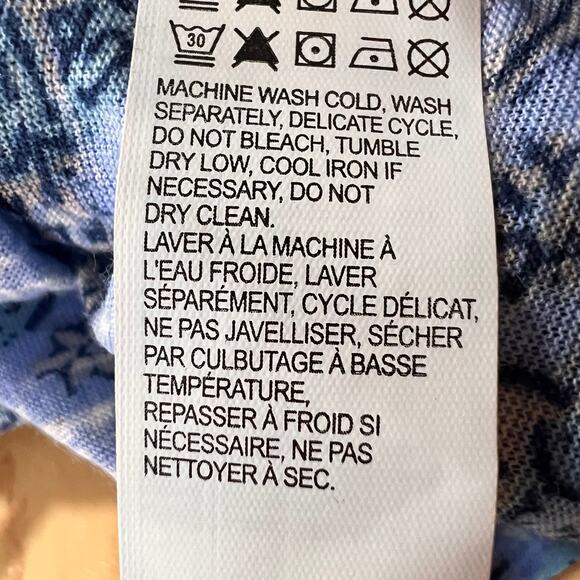 30
MACHINE WASH COLD, WASH
SEPARATELY, DELICATE CYCLE,
DO NOT BLEACH, TUMBLE
DRY LOW, COOL IRON IF
NECESSARY, DO NOT
DRY CLEAN.
LAVER À LA MACHINE À
L'EAU FROIDE, LAVER
SÉPARÉMENT, CYCLE DÉLICAT,
NE PAS JAVELLISER, SÉCHER
PAR CULBUTAGE À BASSE
TEMPÉRATURE,
REPASSER À FROID SI
NÉCESSAIRE, NE PAS
NETTOYER À SEC.